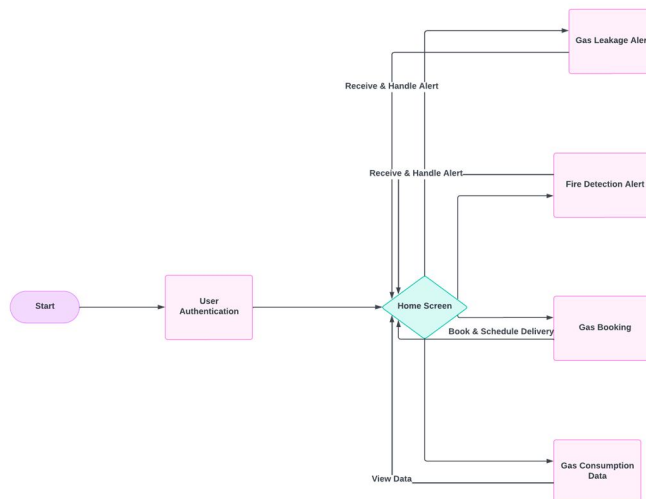 Gas Leakage Aler
Receive & Handle Alert
Receive & Handle Alert
Fire Detection Alert
Start
User
Authentication
Home Screen
Gas Booking
Book & Schedule Delivery
Gas Consumption
Data
View Data